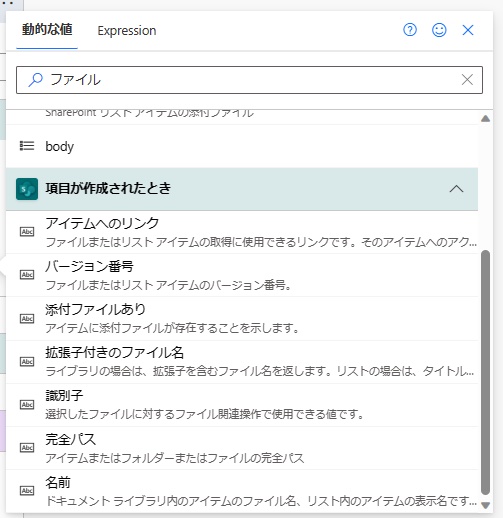 動的な値 Expression
ファイル
SharePoint リスト アイテムの添付ファイル
body
項目が作成されたとき
アイテムへのリンク
ファイルまたはリスト アイテムの取得に使用できるリンクです。そのアイテムへのアク...
バージョン番号
ファイルまたはリスト アイテムのバージョン番号。
添付ファイルあり
アイテムに添付ファイルが存在することを示します。
拡張子付きのファイル名
ライブラリの場合は、拡張子を含むファイル名を返します。リストの場合は、タイトル...
識別子
選択したファイルに対するファイル関連操作で使用できる値です。
完全パス
アイテムまたはフォルダーまたはファイルの完全パス
名前
ドキュメント ライブラリ内のアイテムのファイル名、リスト内のアイテムの表示名です...